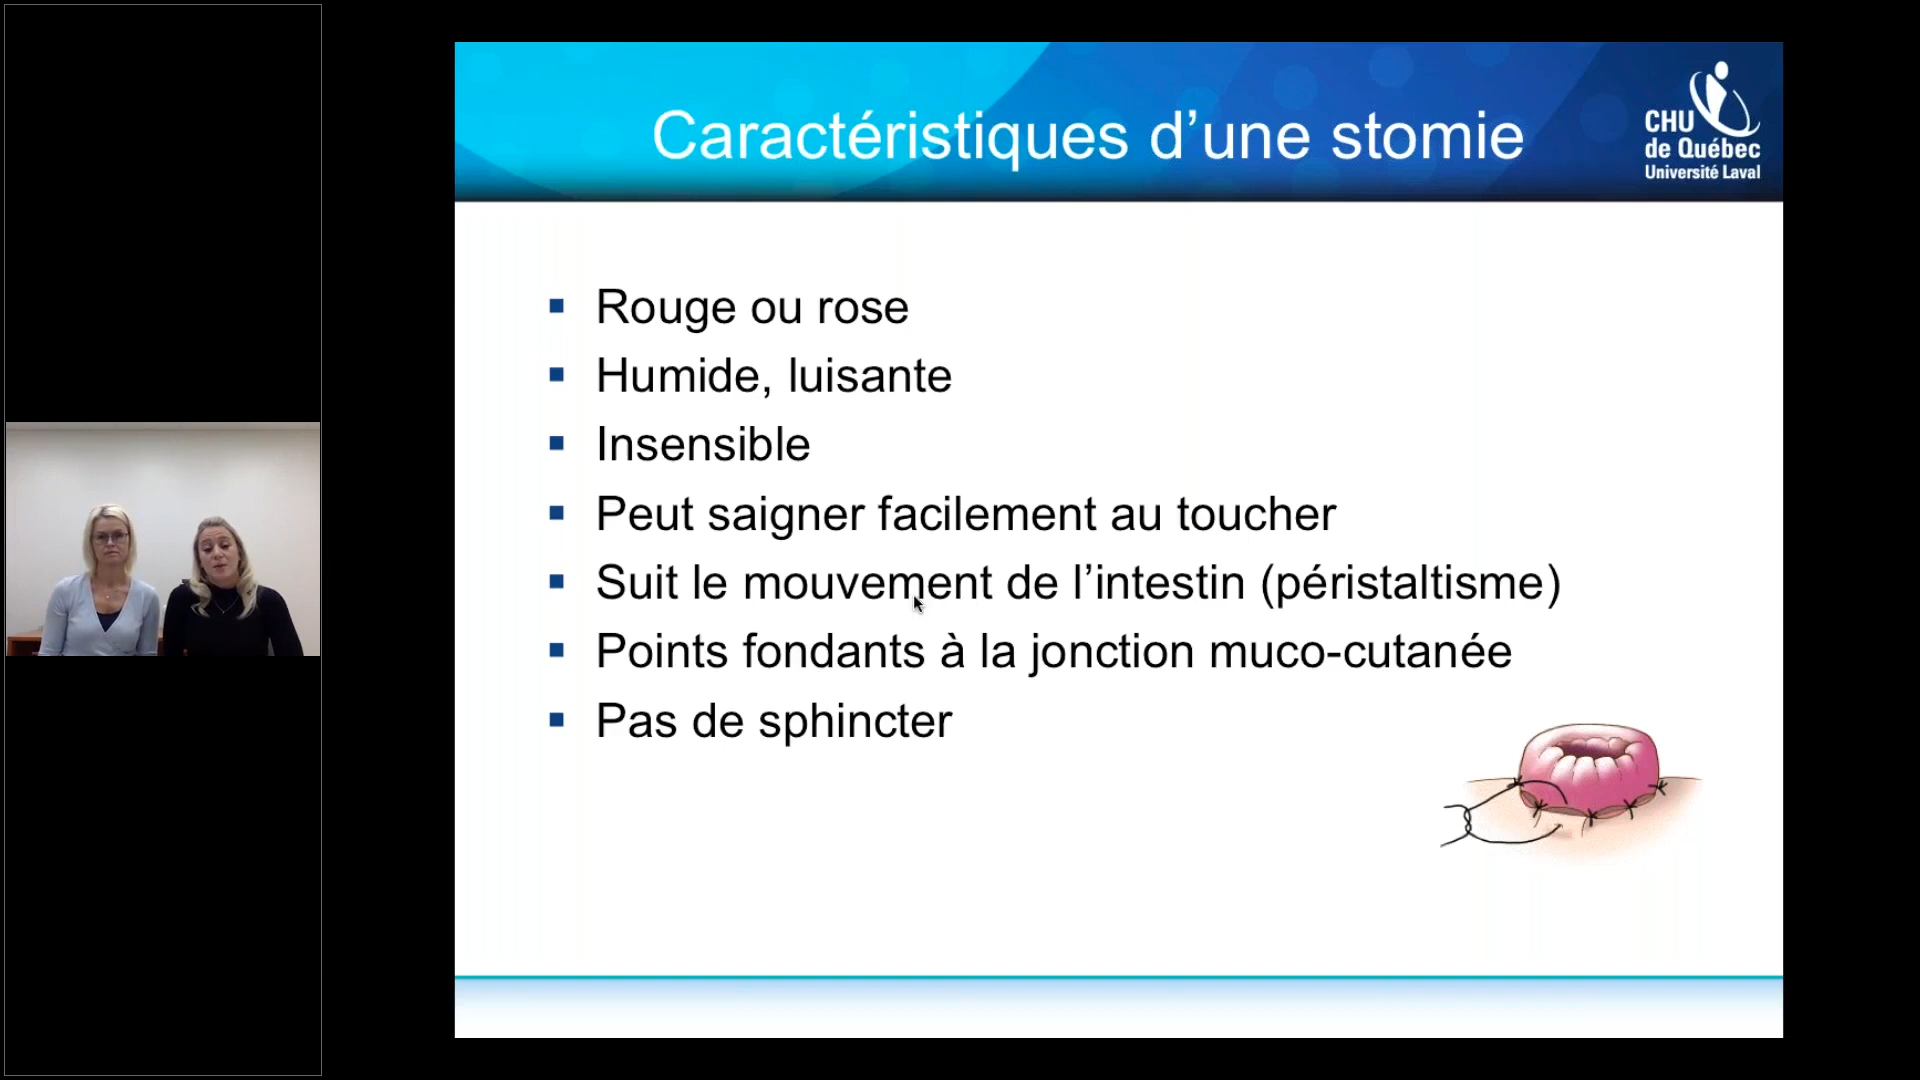 Caractéristiques d’une stomie
CHU
de Québec
Université Laval
Rouge ou rose
Humide, luisante
Insensible
Peut saigner facilement au toucher
Suit le mouvement de l’intestin (péristaltisme)
Points fondants à la jonction muco-cutanée
Pas de sphincter